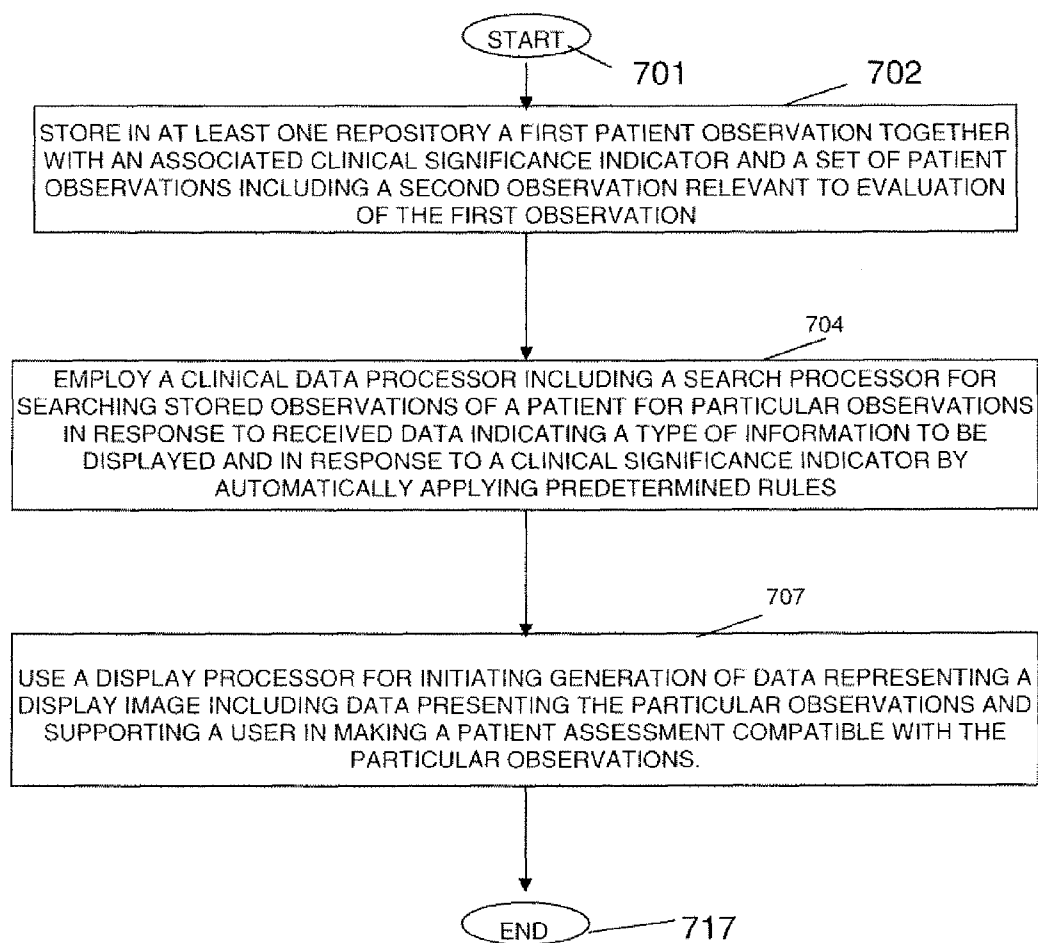 START
701
702
STORE IN AT LEAST ONE REPOSITORY A FIRST PATIENT OBSERVATION TOGETHER
WITH AN ASSOCIATED CLINICAL SIGNIFICANCE INDICATOR AND A SET OF PATIENT
OBSERVATIONS INCLUDING A SECOND OBSERVATION RELEVANT TO EVALUATION
OF THE FIRST OBSERVATION
704
EMPLOY A CLINICAL DATA PROCESSOR INCLUDING A SEARCH PROCESSOR FOR
SEARCHING STORED OBSERVATIONS OF A PATIENT FOR PARTICULAR OBSERVATIONS
IN RESPONSE TO RECEIVED DATA INDICATING A TYPE OF INFORMATION TO BE
DISPLAYED AND IN RESPONSE TO A CLINICAL SIGNIFICANCE INDICATOR BY
AUTOMATICALLY APPLYING PREDETERMINED RULES
707
USE A DISPLAY PROCESSOR FOR INITIATING GENERATION OF DATA REPRESENTING A
DISPLAY IMAGE INCLUDING DATA PRESENTING THE PARTICULAR OBSERVATIONS AND
SUPPORTING A USER IN MAKING A PATIENT ASSESSMENT COMPATIBLE WITH THE
PARTICULAR OBSERVATIONS.
END
717